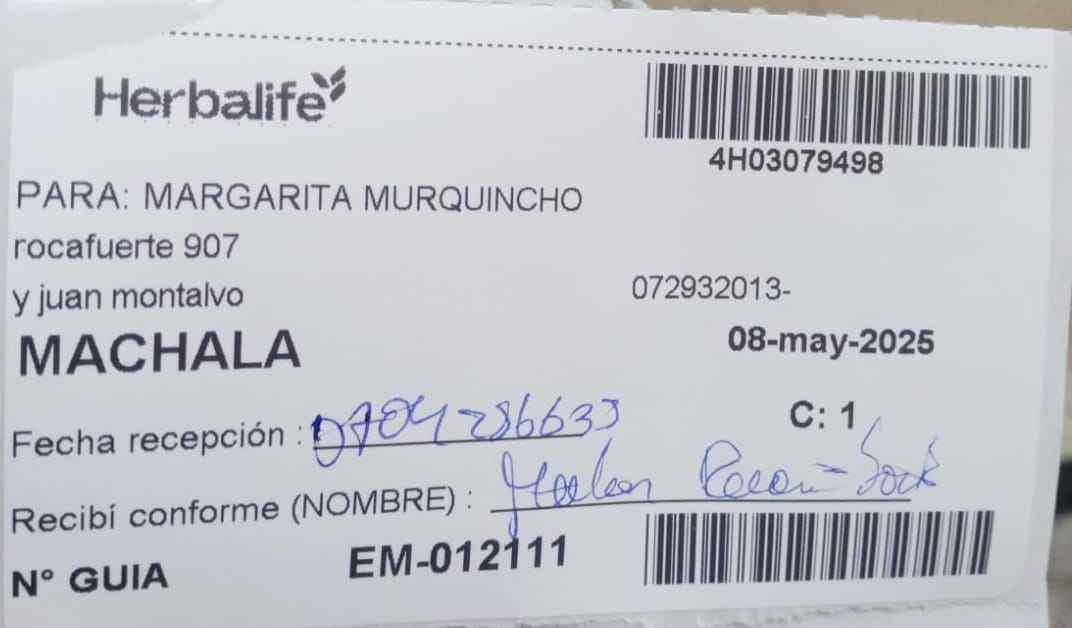 Herbalife
4H03079498
PARA: MARGARITA MURQUINCHO
rocafuerte 907
y juan montalvo
072932013-
MACHALA
08-may-2025
C: 1
Fecha recepción : 0704286633
Recibí conforme (NOMBRE) :
N° GUIA EM-012111